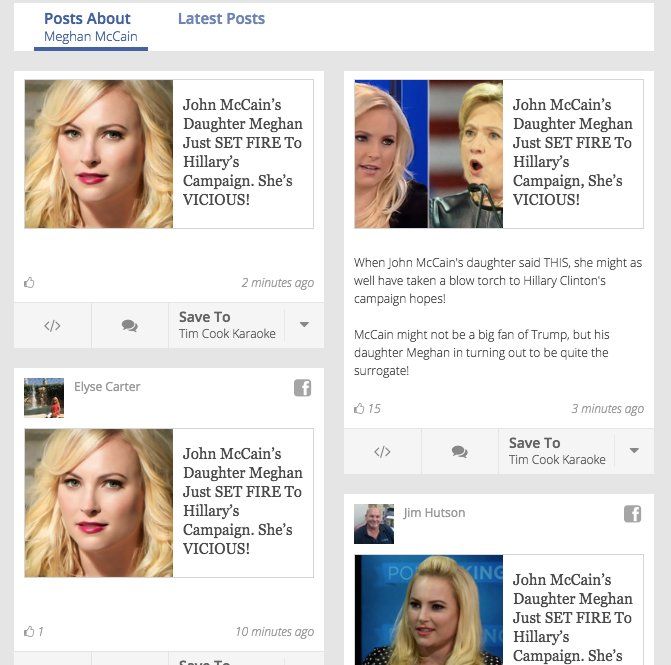 Posts About
Meghan McCain
Latest Posts
John McCain's
Daughter Meghan
Just SET FIRE To
Hillary's
Campaign. She's
VICIOUS!
2 minutes ago
Save To
Tim Cook Karaoke
Elyse Carter
John McCain's
Daughter Meghan
Just SET FIRE To
Hillary's
Campaign. She's
VICIOUS!
1
10 minutes ago
John McCain's
Daughter Meghan
Just SET FIRE To
Hillary's
Campaign, She's
VICIOUS!
When John McCain's daughter said THIS, she might as
well have taken a blow torch to Hillary Clinton's
campaign hopes!
McCain might not be a big fan of Trump, but his
daughter Meghan in turning out to be quite the
surrogate!
15
3 minutes ago
Save To
Tim Cook Karaoke
Jim Hutson
John McCain's
Daughter Meghan
Just SET FIRE To
Hillary's
Campaign. She's